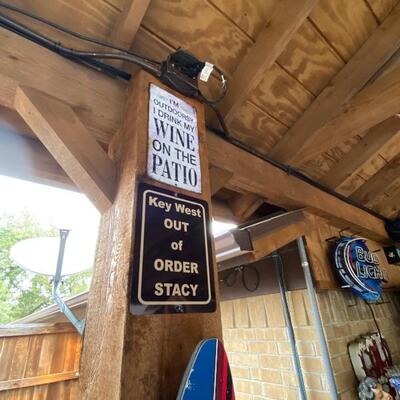 I'M
OUTDOORSY
I DRINK MY
WINE
ON THE
PATIO
Key West
OUT
of
ORDER
STACY
BUD
LIGHT